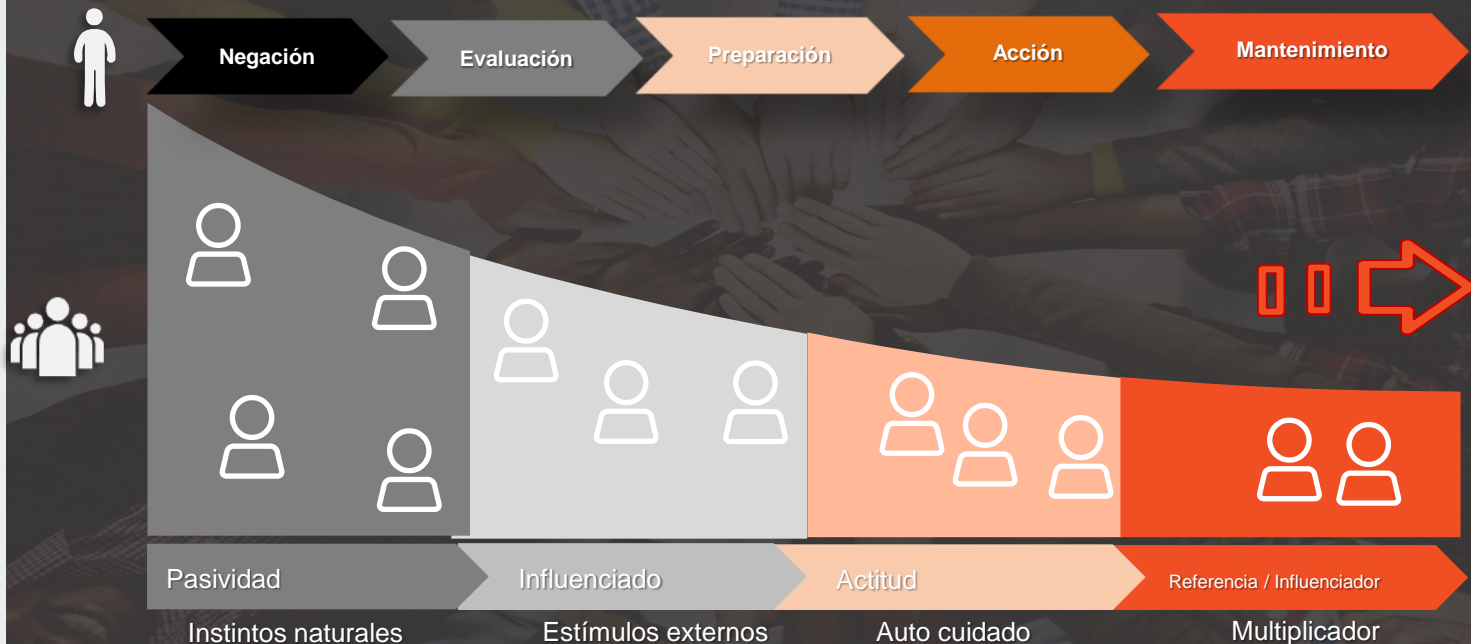 Negación
Evaluación
Preparación
Acción
Mantenimiento
Pasividad
Influenciado
Actitud
Referencia / Influenciador
Instintos naturales
Estímulos externos
Auto cuidado
Multiplicador